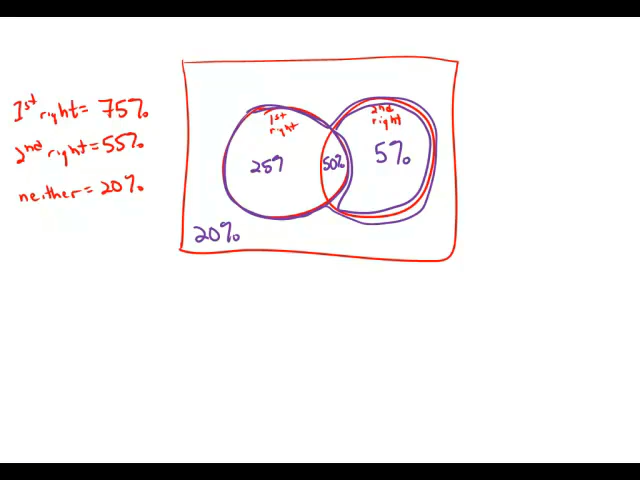 1st right = 75%
2nd right = 55%
neither = 20%
1st right
2nd right
25%
50%
5%
20%